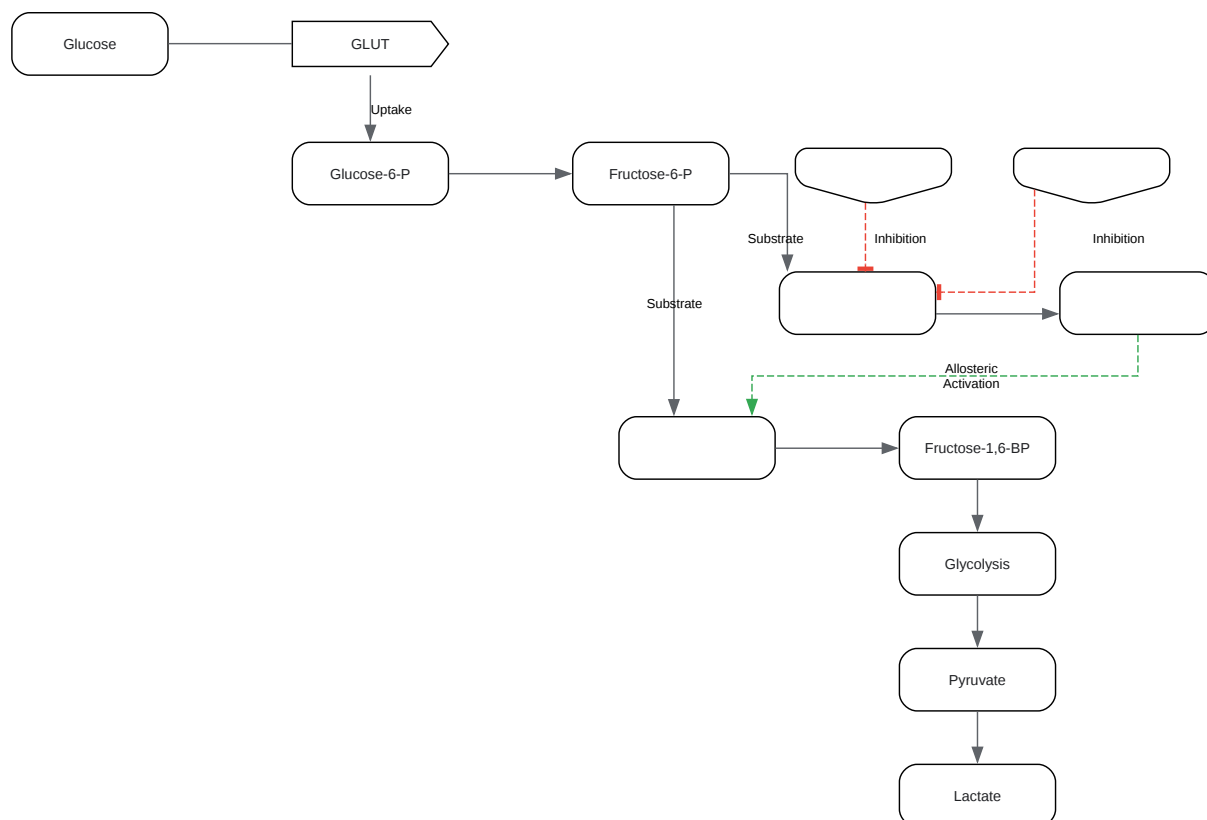 Glucose
GLUT
Uptake
Glucose-6-P
Fructose-6-P
Substrate
Inhibition
Inhibition
Substrate
Allosteric
Activation
Fructose-1,6-BP
Glycolysis
Pyruvate
Lactate